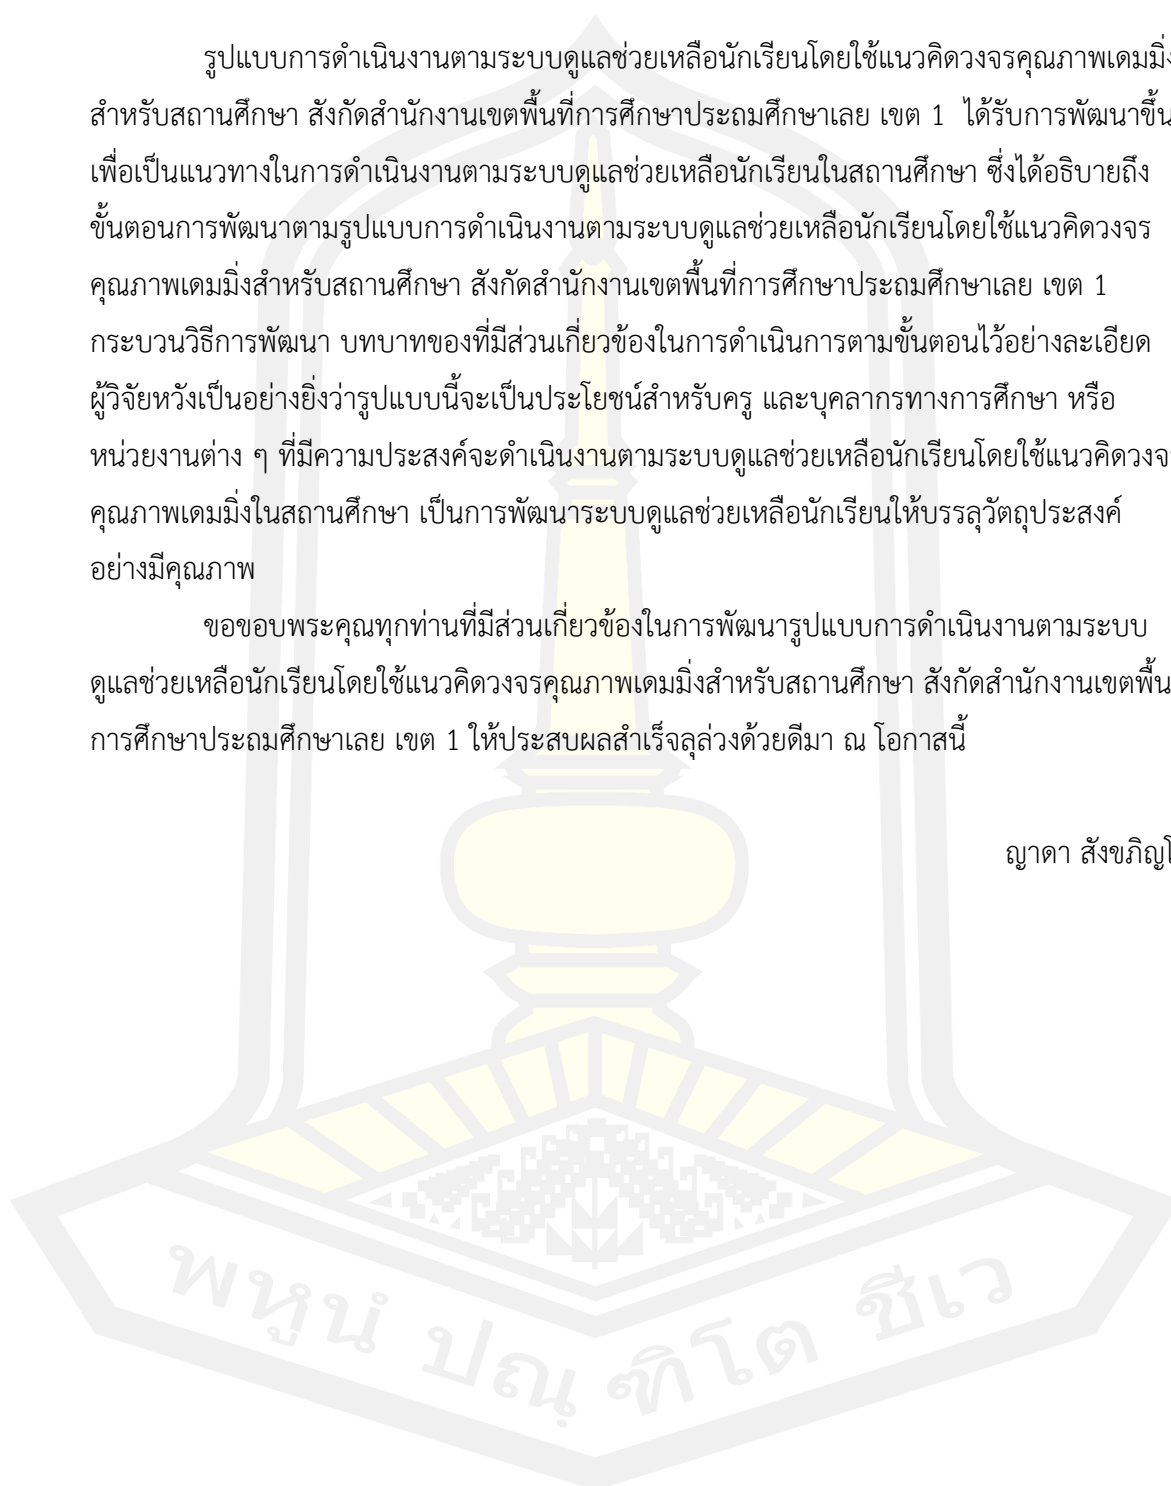 รูปแบบการดำเนินงานตามระบบดูแลช่วยเหลือนักเรียนโดยใช้แนวคิดวงจรคุณภาพเดมมิ่ง
สำหรับสถานศึกษา สังกัดสำนักงานเขตพื้นที่การศึกษาประถมศึกษาเลย เขต 1 ได้รับการพัฒนาขึ้น
เพื่อเป็นแนวทางในการดำเนินงานตามระบบดูแลช่วยเหลือนักเรียนในสถานศึกษา ซึ่งได้อธิบายถึง
ขั้นตอนการพัฒนาตามรูปแบบการดำเนินงานตามระบบดูแลช่วยเหลือนักเรียนโดยใช้แนวคิดวงจร
คุณภาพเดมมิ่งสำหรับสถานศึกษา สังกัดสำนักงานเขตพื้นที่การศึกษาประถมศึกษาเลย เขต 1
กระบวนวิธีการพัฒนา บทบาทของที่มีส่วนเกี่ยวข้องในการดำเนินการตามขั้นตอนไว้อย่างละเอียด
ผู้วิจัยหวังเป็นอย่างยิ่งว่ารูปแบบนี้จะเป็นประโยชน์สำหรับครู และบุคลากรทางการศึกษา หรือ
หน่วยงานต่าง ๆ ที่มีความประสงค์จะดำเนินงานตามระบบดูแลช่วยเหลือนักเรียนโดยใช้แนวคิดวงจร
คุณภาพเดมมิ่งในสถานศึกษา เป็นการพัฒนาระบบดูแลช่วยเหลือนักเรียนให้บรรลุวัตถุประสงค์
อย่างมีคุณภาพ
ขอขอบพระคุณทุกท่านที่มีส่วนเกี่ยวข้องในการพัฒนารูปแบบการดำเนินงานตามระบบ
ดูแลช่วยเหลือนักเรียนโดยใช้แนวคิดวงจรคุณภาพเดมมิ่งสำหรับสถานศึกษา สังกัดสำนักงานเขตพื้น
การศึกษาประถมศึกษาเลย เขต 1 ให้ประสบผลสำเร็จลุล่วงด้วยดีมา ณ โอกาสนี้
ญาดา
พหูนํ ปณฺฑิโต ชีเว